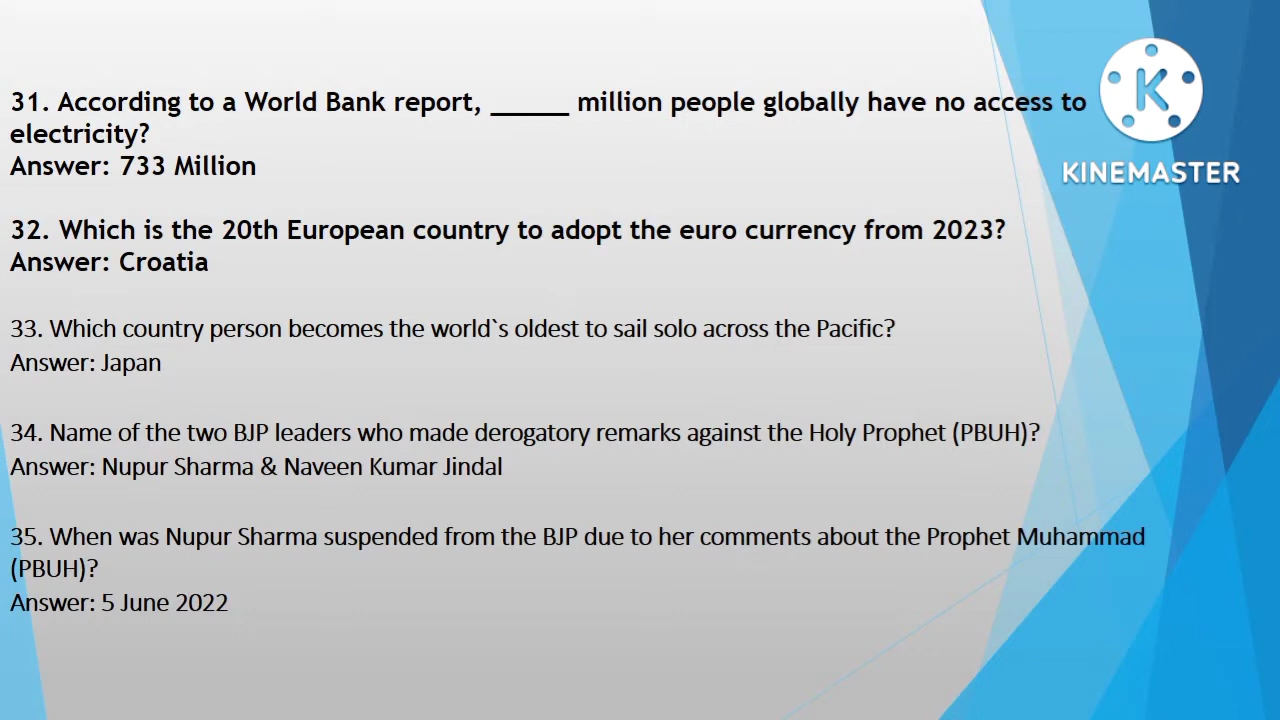 31. According to a World Bank report, ______ million people globally have no access to
electricity?
Answer: 733 Million
32. Which is the 20th European country to adopt the euro currency from 2023?
Answer: Croatia
33. Which country person becomes the world`s oldest to sail solo across the Pacific?
Answer: Japan
34. Name of the two BJP leaders who made derogatory remarks against the Holy Prophet (PBUH)?
Answer: Nupur Sharma & Naveen Kumar Jindal
35. When was Nupur Sharma suspended from the BJP due to her comments about the Prophet Muhammad
(PBUH)?
Answer: 5 June 2022
K
KINEMASTER